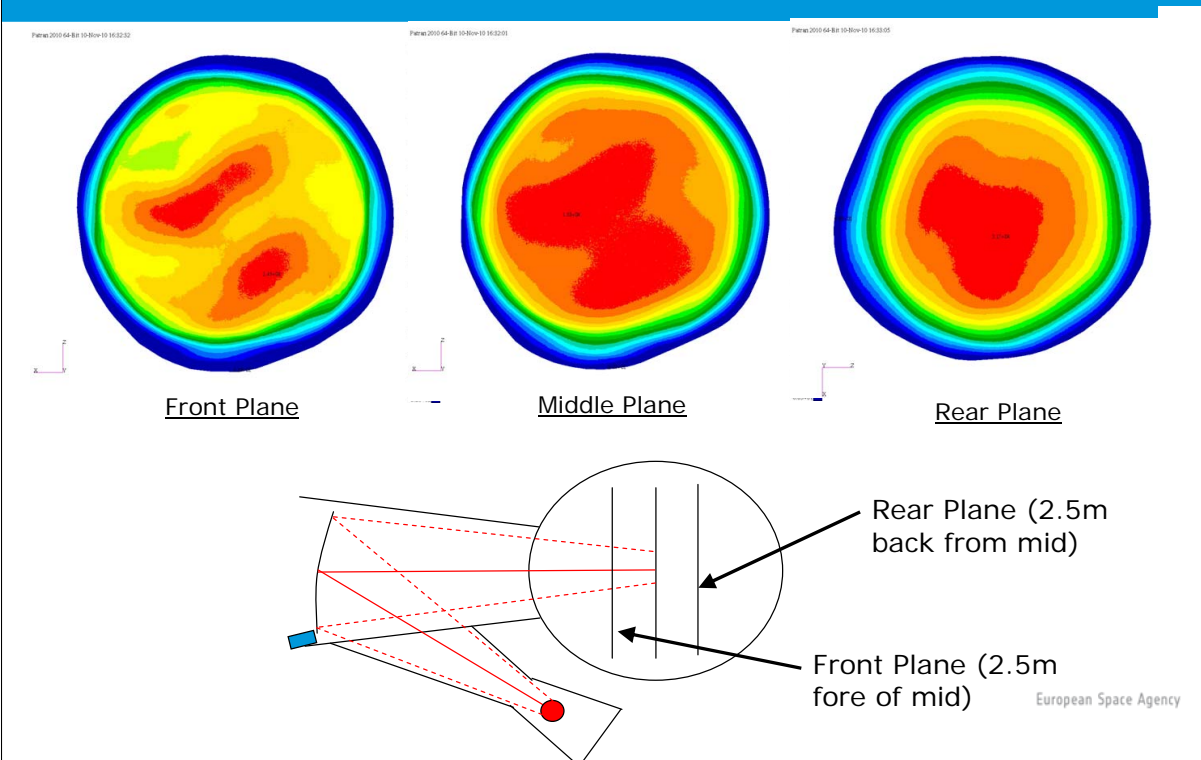 Patran 2010 64-Bit 10-Nov-10 16:32:32
Patran 2010 64-Bit 10-Nov-10 16:32:01
Patran 2010 64-Bit 10-Nov-10 16:33:05
Z
X
Y
Z
X
Y
Y
Z
X
Front Plane
Middle Plane
Rear Plane
Rear Plane (2.5m
back from mid)
Front Plane (2.5m
fore of mid)
European Space Agency